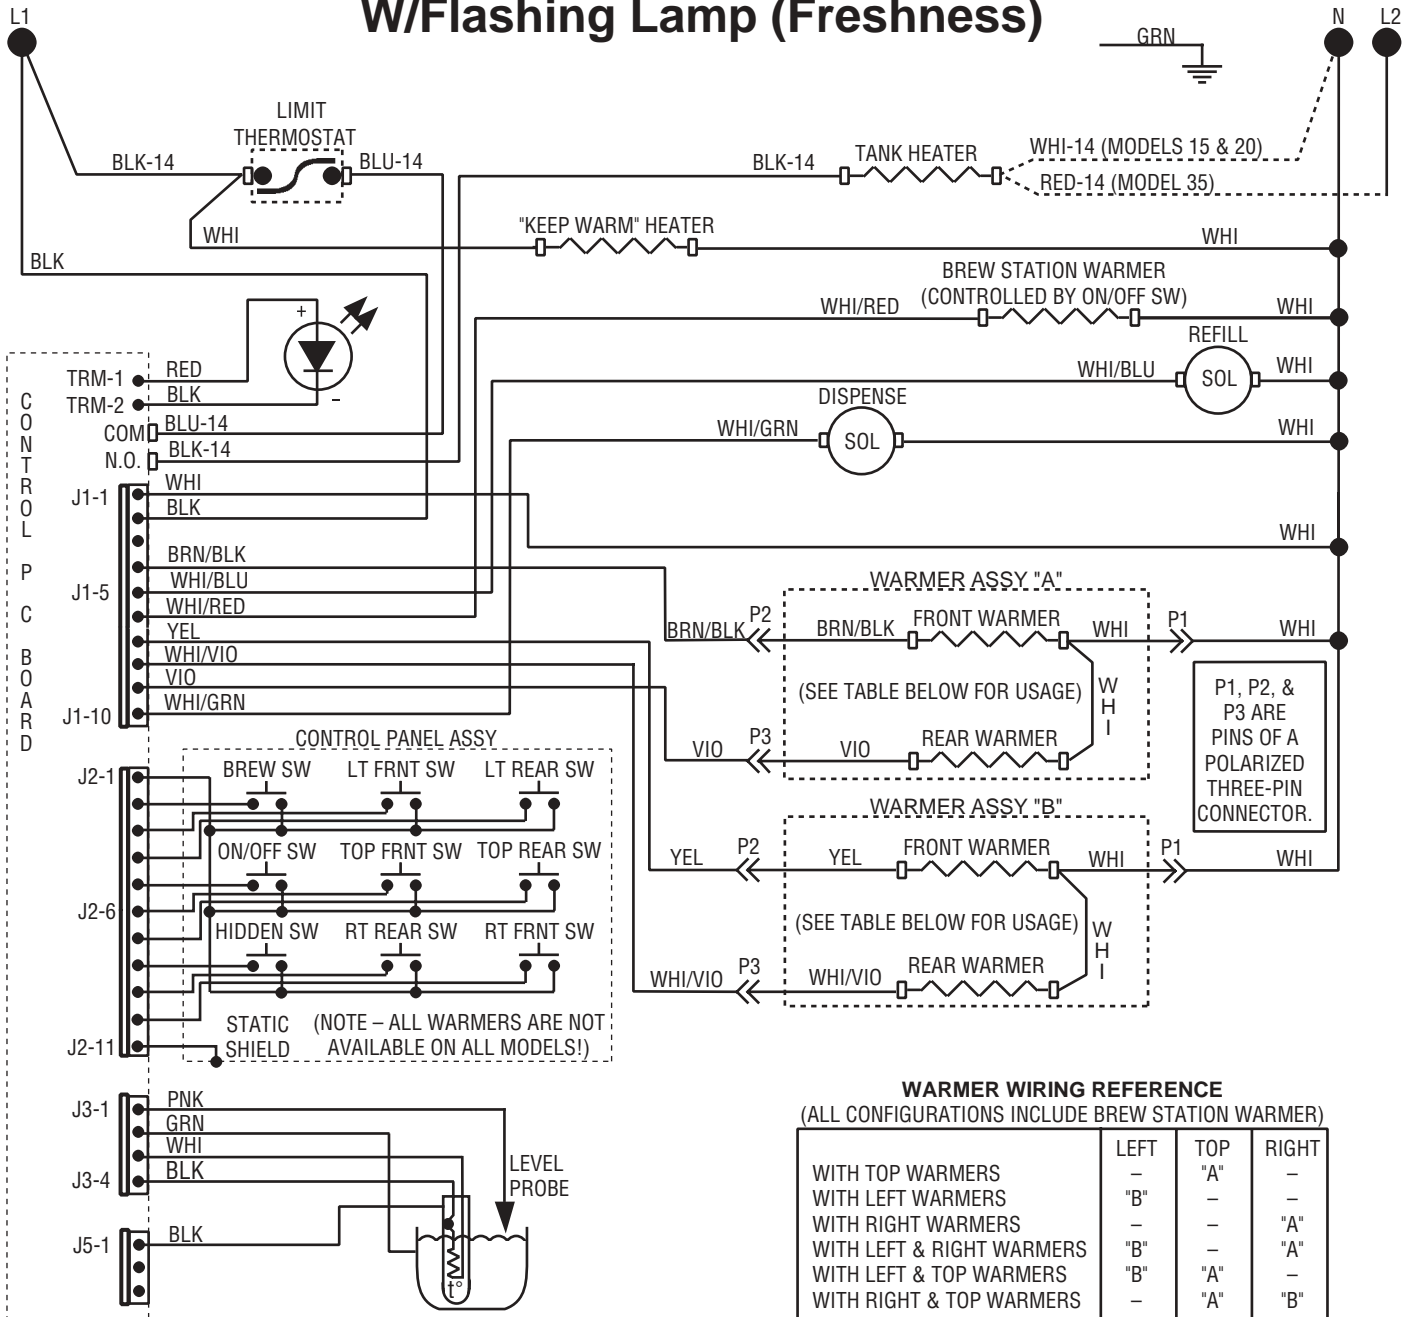 W/Flashing Lamp (Freshness)
L1
N
L2
GRN
LIMIT
THERMOSTAT
BLK-14
BLU-14
BLK-14
TANK HEATER
WHI-14 (MODELS 15 & 20)
RED-14 (MODEL 35)
WHI
"KEEP WARM" HEATER
WHI
BLK
BREW STATION WARMER
(CONTROLLED BY ON/OFF SW)
WHI/RED
WHI
REFILL
WHI/BLU
SOL
WHI
DISPENSE
WHI/GRN
SOL
WHI
+
–
CONTROL PC BOARD
TRM-1
RED
TRM-2
BLK
COM
BLU-14
N.O.
BLK-14
J1-1
WHI
BLK
BRN/BLK
J1-5
WHI/BLU
WHI/RED
YEL
WHI/VIO
VIO
J1-10
WHI/GRN
WHI
WARMER ASSY "A"
BRN/BLK
P2
BRN/BLK
FRONT WARMER
WHI
P1
WHI
(SEE TABLE BELOW FOR USAGE)
WHI
VIO
P3
VIO
REAR WARMER
P1, P2, &
P3 ARE
PINS OF A
POLARIZED
THREE-PIN
CONNECTOR.
WARMER ASSY "B"
YEL
P2
YEL
FRONT WARMER
WHI
P1
WHI
(SEE TABLE BELOW FOR USAGE)
WHI
WHI/VIO
P3
WHI/VIO
REAR WARMER
CONTROL PANEL ASSY
J2-1
BREW SW
LT FRNT SW
LT REAR SW
ON/OFF SW
TOP FRNT SW
TOP REAR SW
J2-6
HIDDEN SW
RT REAR SW
RT FRNT SW
J2-11
STATIC
SHIELD
(NOTE – ALL WARMERS ARE NOT
AVAILABLE ON ALL MODELS!)
J3-1
PNK
GRN
WHI
J3-4
BLK
LEVEL
PROBE
J5-1
BLK
t°
WARMER WIRING REFERENCE
(ALL CONFIGURATIONS INCLUDE BREW STATION WARMER)
LEFT TOP RIGHT
WITH TOP WARMERS – "A" –
WITH LEFT WARMERS "B" – –
WITH RIGHT WARMERS – – "A"
WITH LEFT & RIGHT WARMERS "B" – "A"
WITH LEFT & TOP WARMERS "B" "A" –
WITH RIGHT & TOP WARMERS – "A" "B"